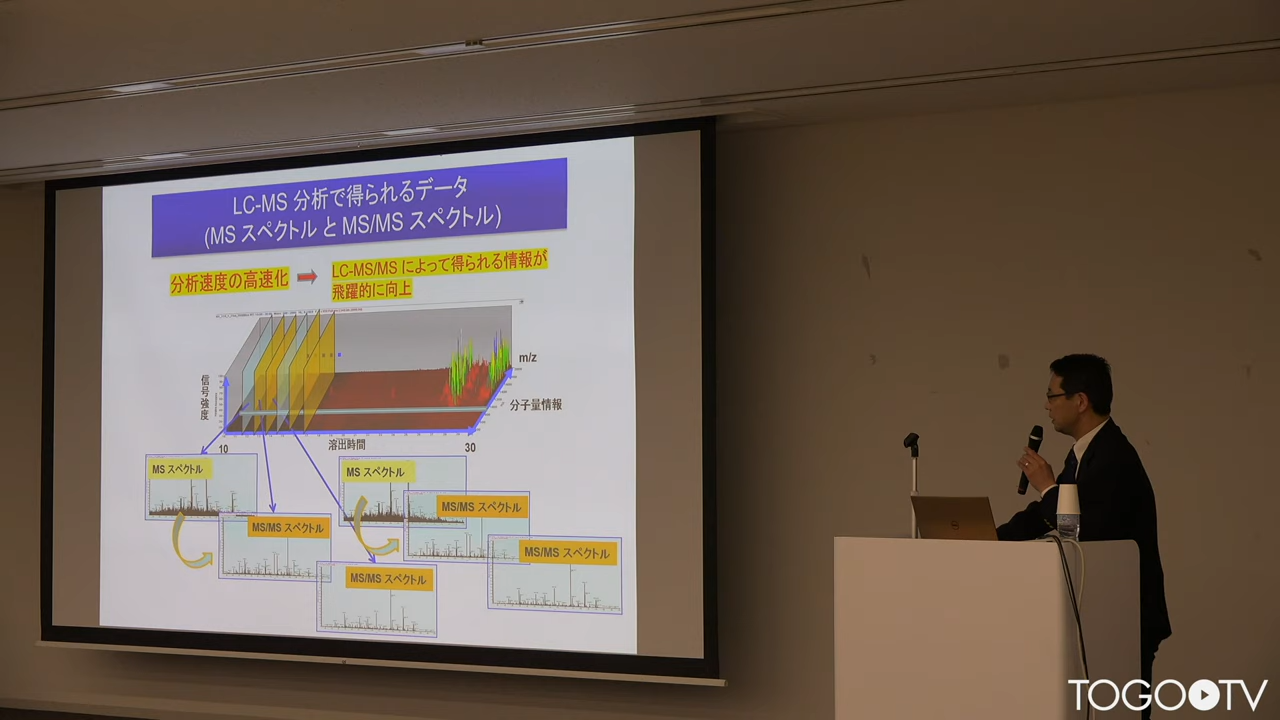 LC-MS 分析で得られるデータ
(MS スペクトル と MS/MS スペクトル)
分析速度の高速化
LC-MS/MS によって得られる情報が
飛躍的に向上
m/z
信号強度
分子量情報
10
溶出時間
30
MS スペクトル
MS スペクトル
MS/MS スペクトル
MS/MS スペクトル
MS/MS スペクトル
MS/MS スペクトル
TOGOTV